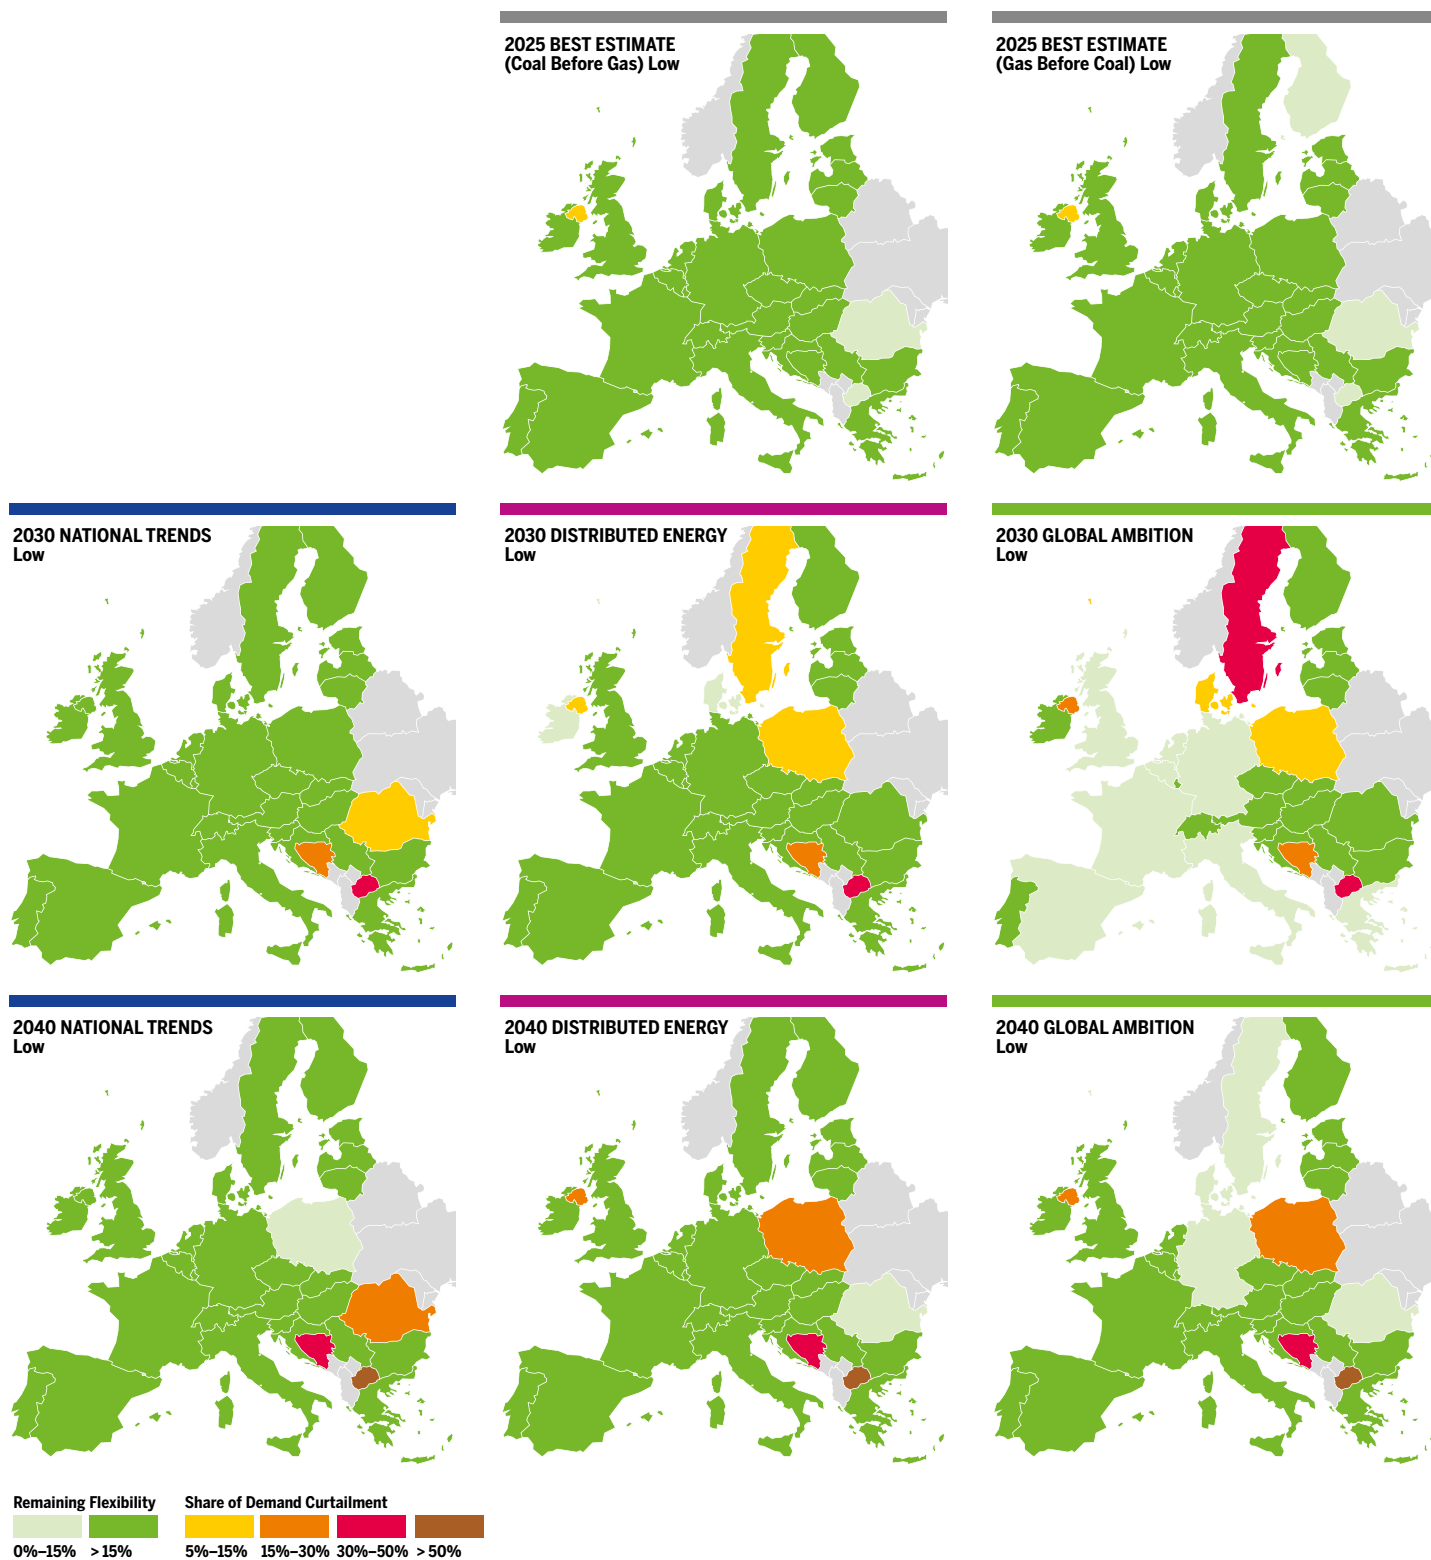 2025 BEST ESTIMATE
(Coal Before Gas) Low
2025 BEST ESTIMATE
(Gas Before Coal) Low
2030 NATIONAL TRENDS
Low
2030 DISTRIBUTED ENERGY
Low
2030 GLOBAL AMBITION
Low
2040 NATIONAL TRENDS
Low
2040 DISTRIBUTED ENERGY
Low
2040 GLOBAL AMBITION
Low
Remaining Flexibility
0%–15% > 15%
Share of Demand Curtailment
5%–15% 15%–30% 30%–50% > 50%